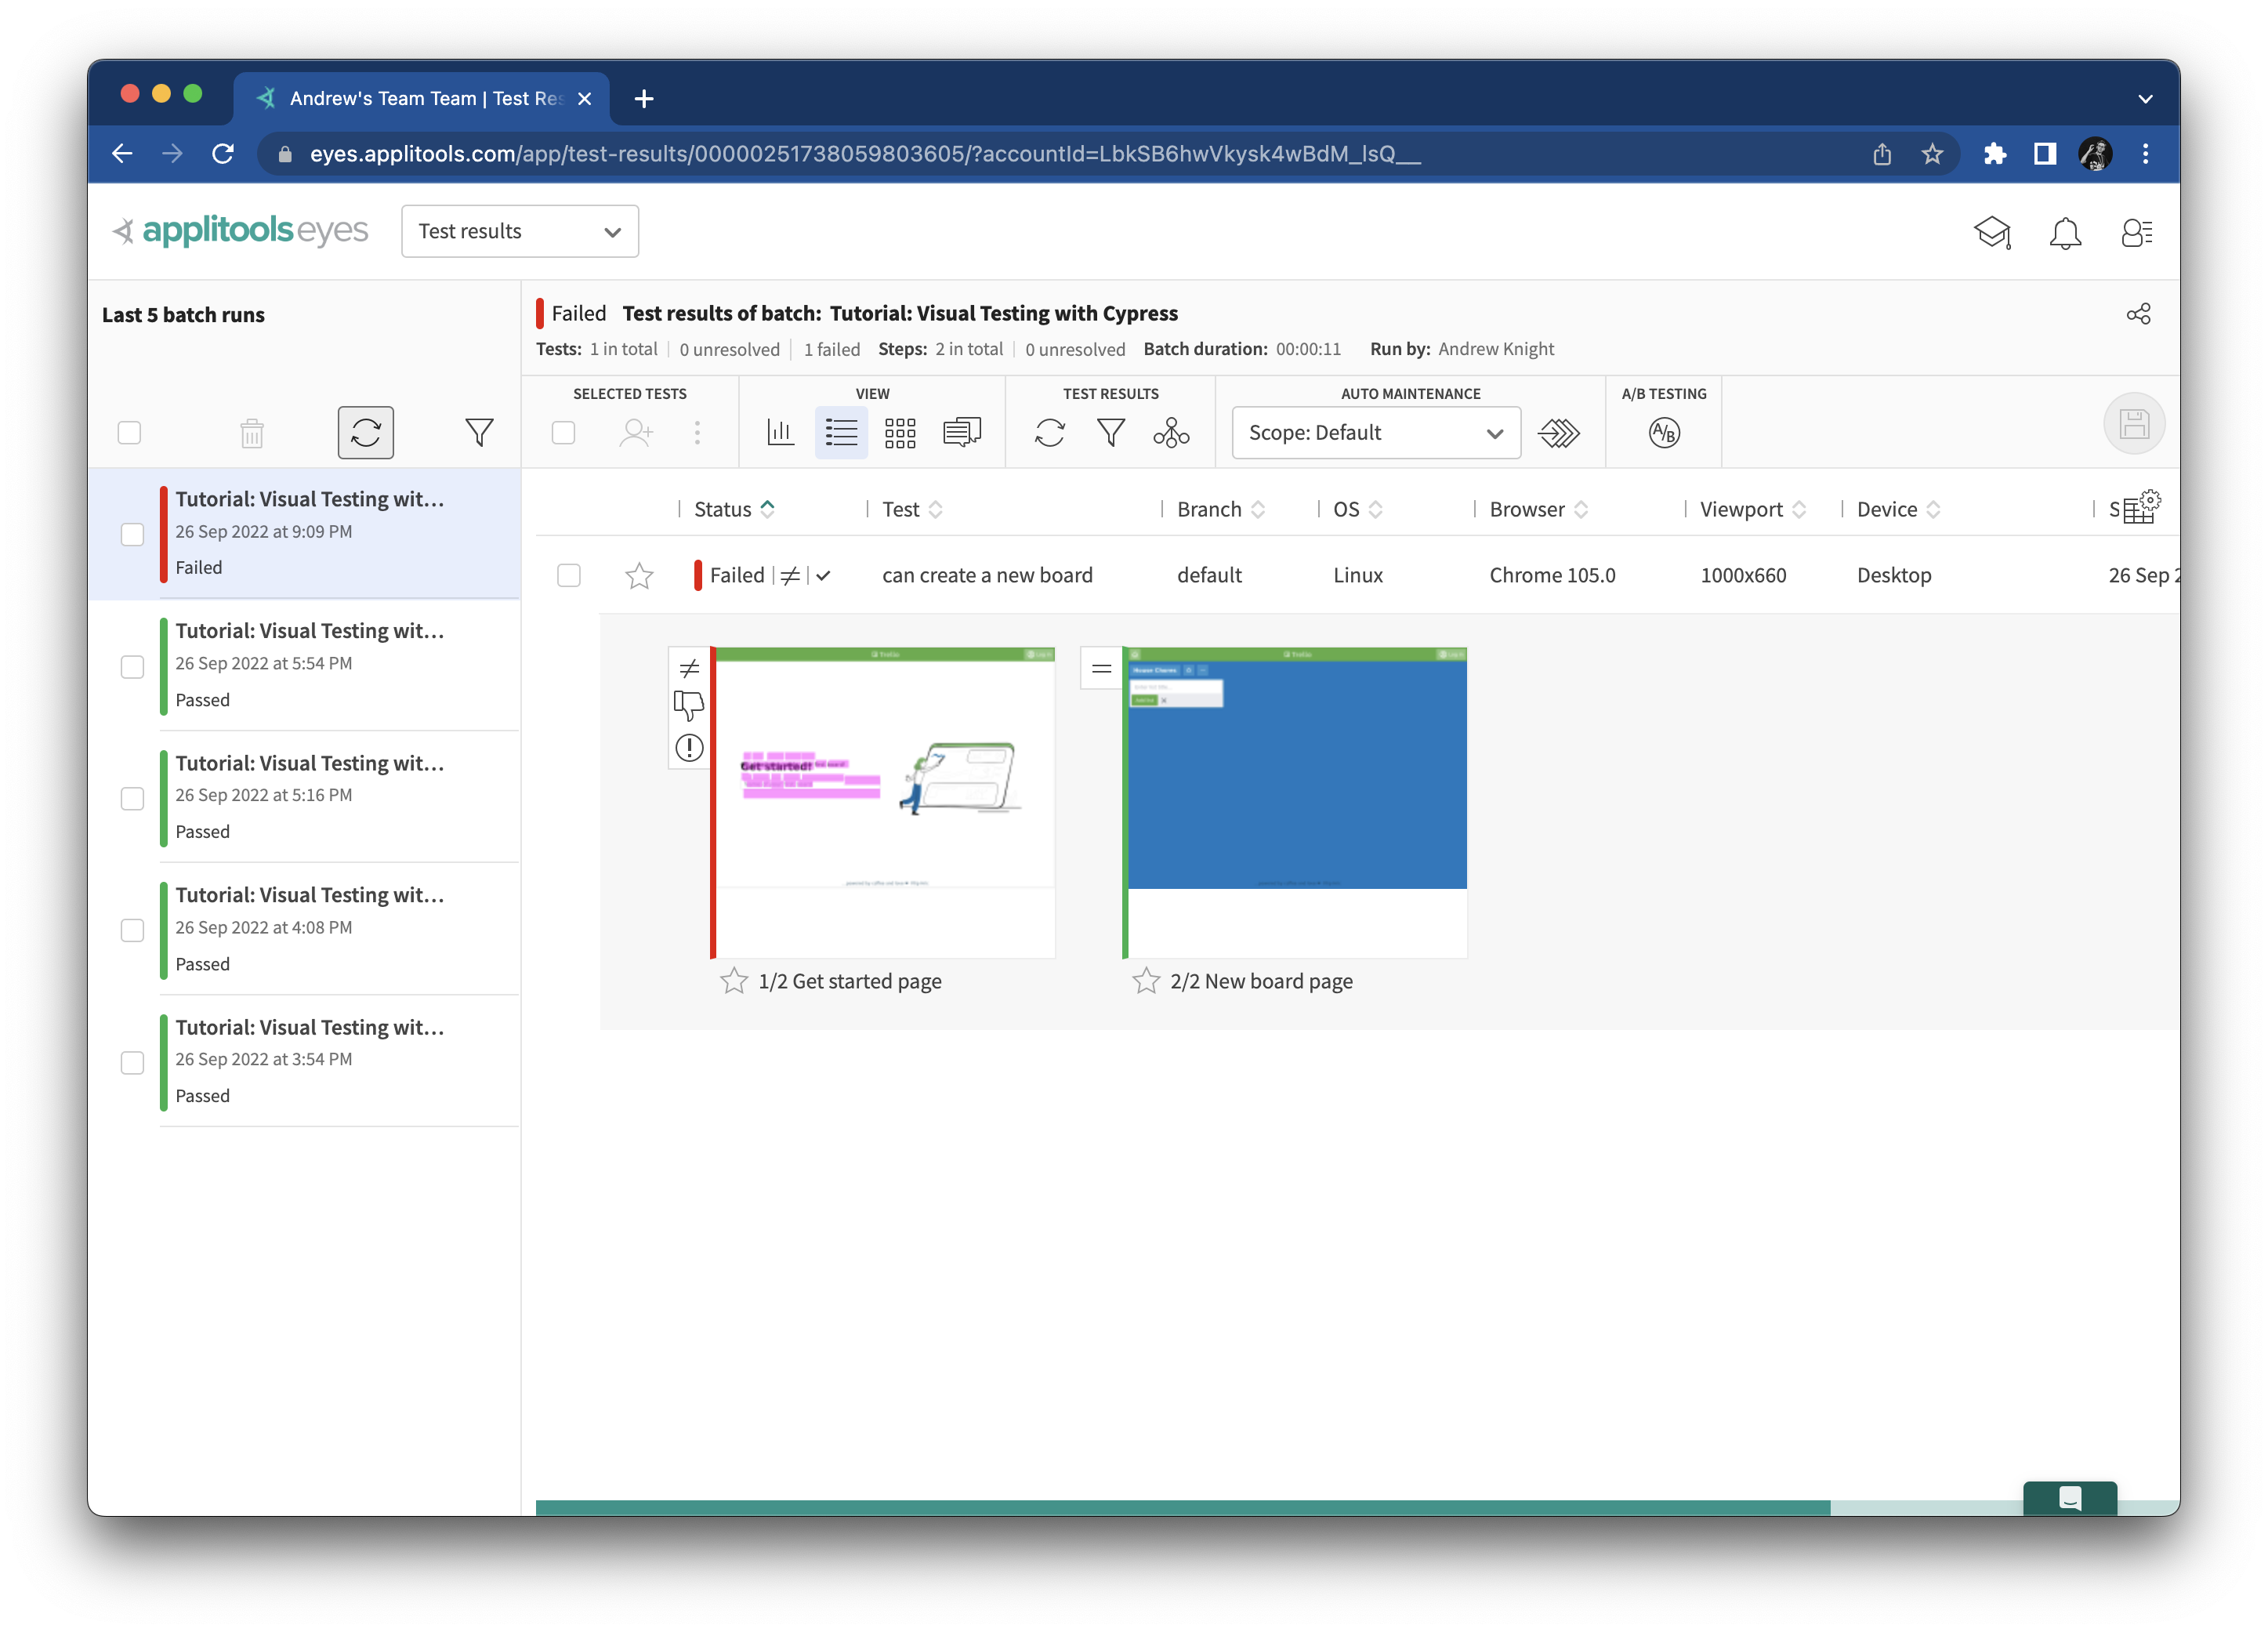 Andrew's Team Team | Test Res
eyes.applitools.com/app/test-results/00000251738059803605/?accountId=LbkSB6hwVkysk4wBdM_lsQ__
applitools eyes
Test results
Last 5 batch runs
Failed Test results of batch: Tutorial: Visual Testing with Cypress
Tests: 1 in total | 0 unresolved | 1 failed Steps: 2 in total | 0 unresolved Batch duration: 00:00:11 Run by: Andrew Knight
SELECTED TESTS VIEW TEST RESULTS AUTO MAINTENANCE A/B TESTING
Scope: Default
A/B
Status Test Branch OS Browser Viewport Device S
Failed | ≠ | ✓ can create a new board default Linux Chrome 105.0 1000x660 Desktop 26 Sep 2
Tutorial: Visual Testing wit...
26 Sep 2022 at 9:09 PM
Failed
Tutorial: Visual Testing wit...
26 Sep 2022 at 5:54 PM
Passed
Tutorial: Visual Testing wit...
26 Sep 2022 at 5:16 PM
Passed
Tutorial: Visual Testing wit...
26 Sep 2022 at 4:08 PM
Passed
Tutorial: Visual Testing wit...
26 Sep 2022 at 3:54 PM
Passed
Get started!
1/2 Get started page
House Chores
2/2 New board page